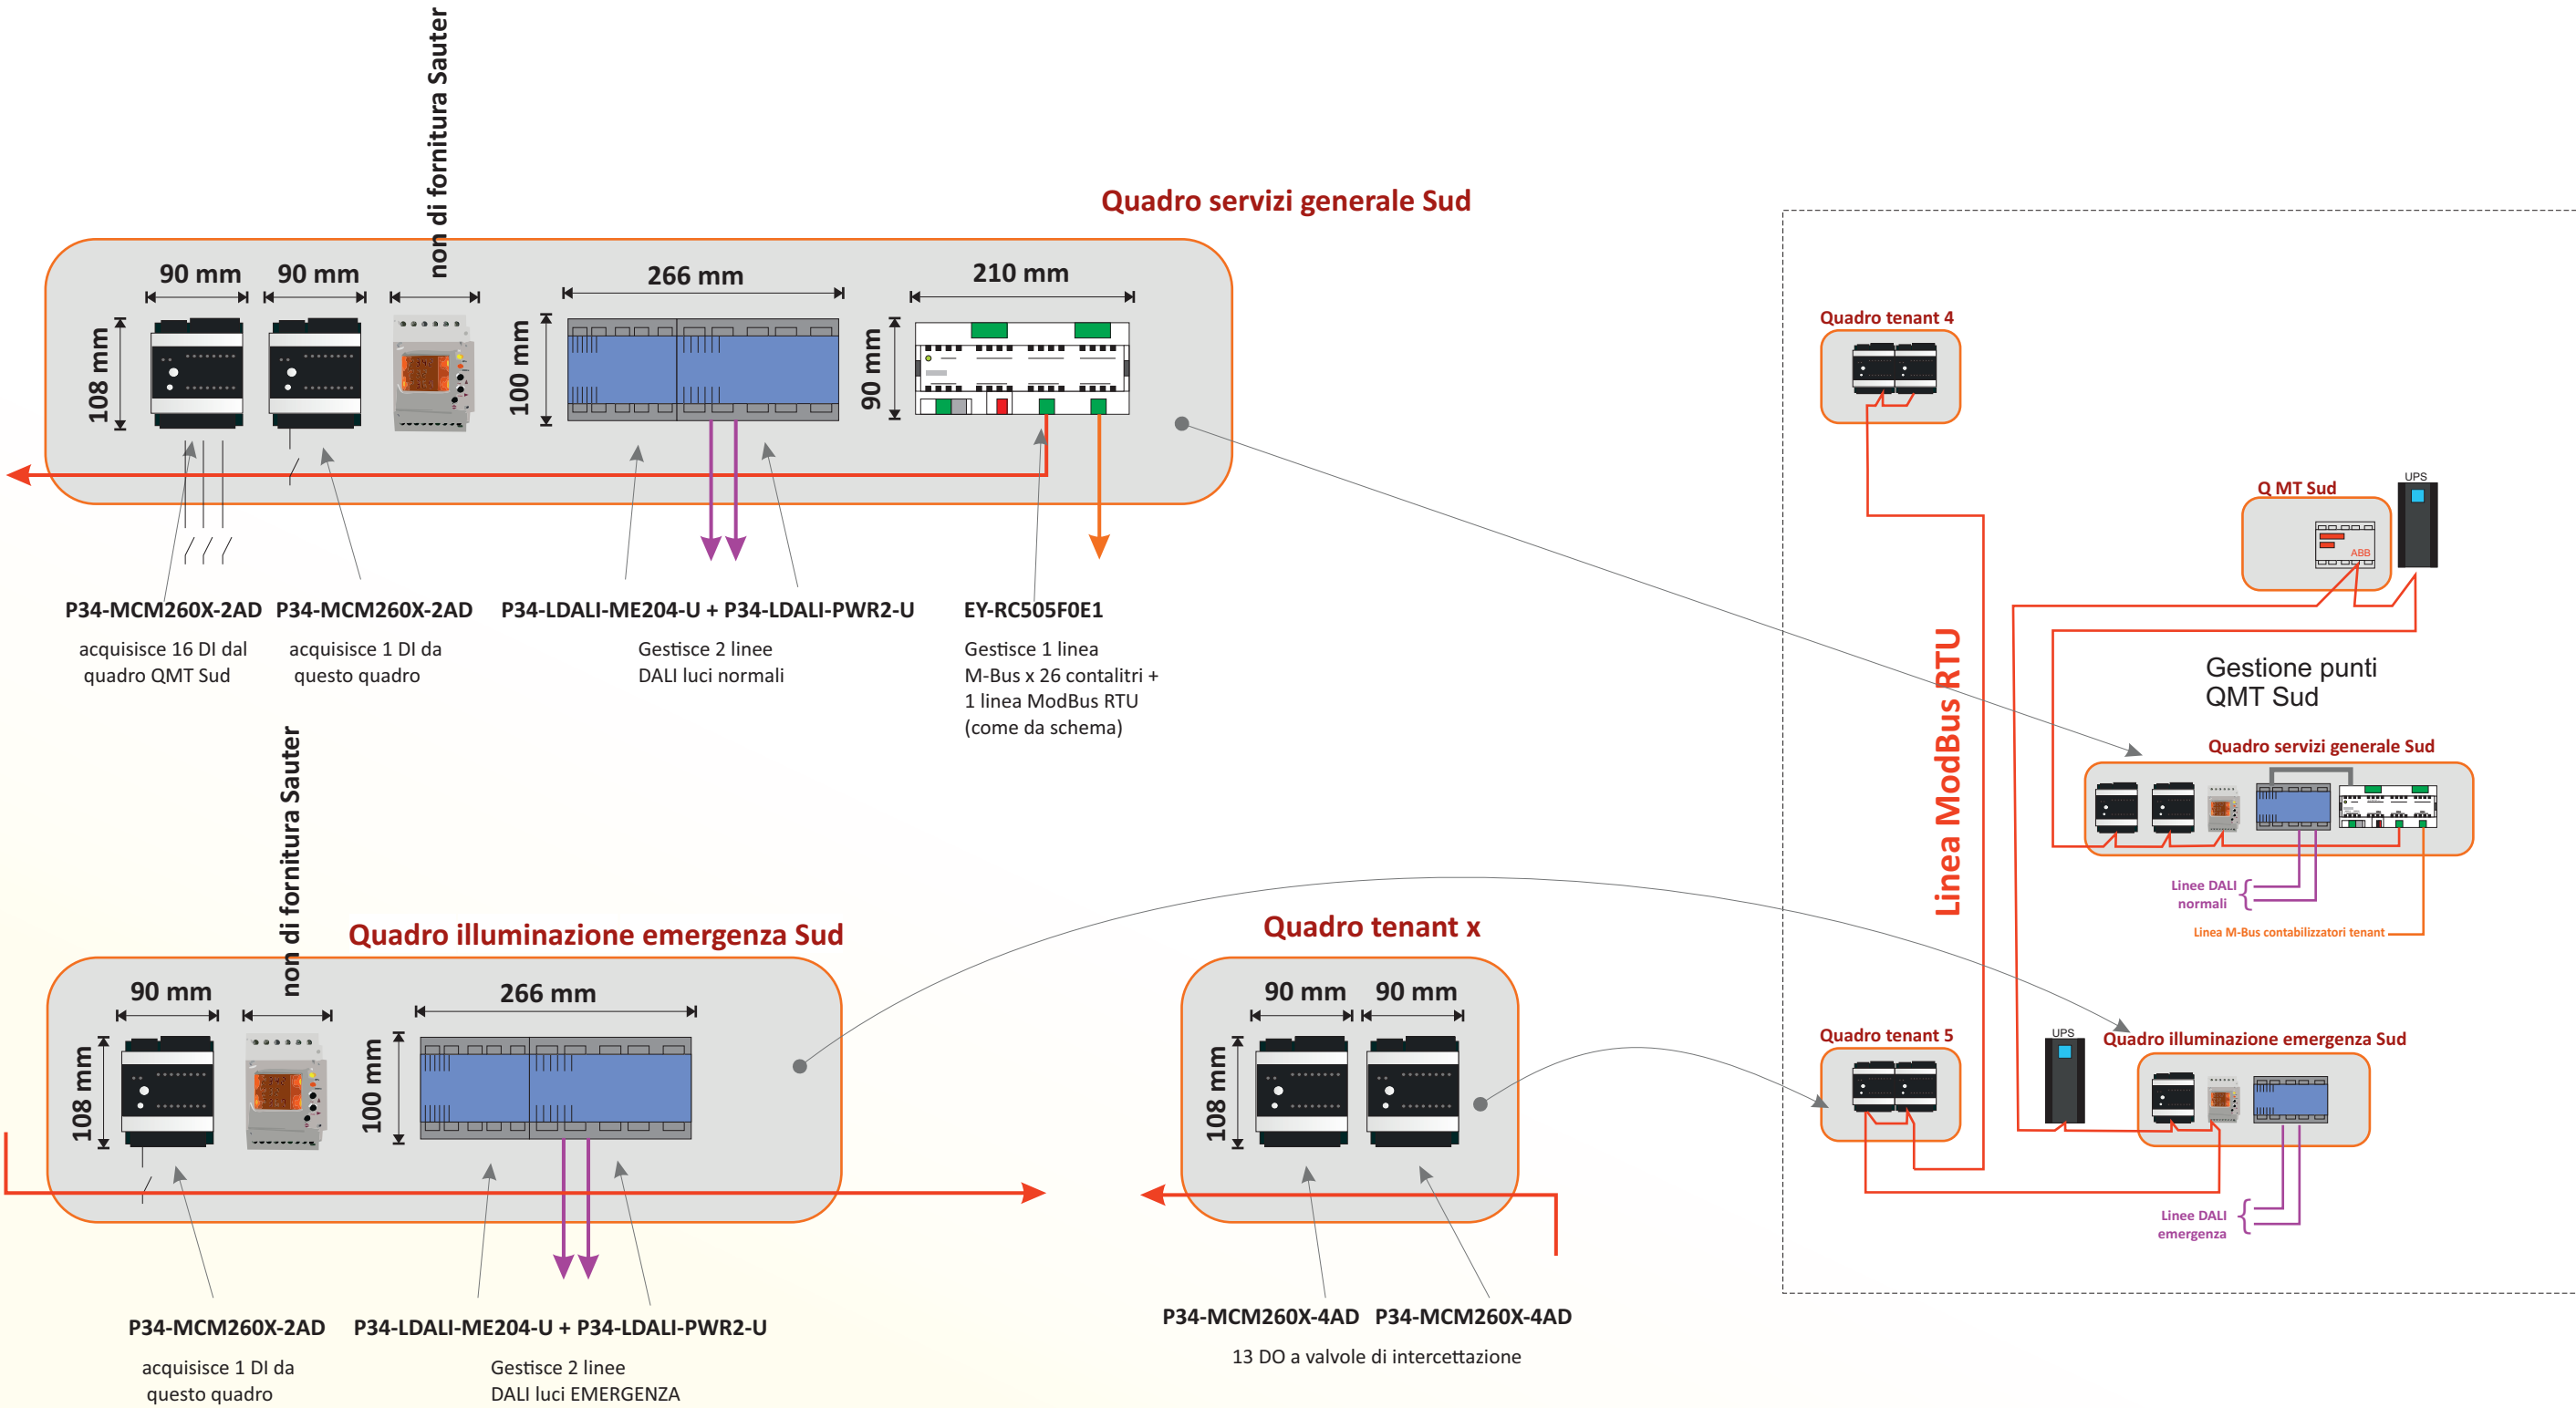 non di fornitura Sauter
Quadro servizi generale Sud
90 mm
90 mm
266 mm
210 mm
108 mm
100 mm
90 mm
P34-MCM260X-2AD
acquisisce 16 DI dal
quadro QMT Sud
P34-MCM260X-2AD
acquisisce 1 DI da
questo quadro
P34-LDALI-ME204-U + P34-LDALI-PWR2-U
Gestisce 2 linee
DALI luci normali
EY-RC505F0E1
Gestisce 1 linea
M-Bus x 26 contalitri +
1 linea ModBus RTU
(come da schema)
non di fornitura Sauter
Quadro illuminazione emergenza Sud
90 mm
266 mm
108 mm
100 mm
P34-MCM260X-2AD
acquisisce 1 DI da
questo quadro
P34-LDALI-ME204-U + P34-LDALI-PWR2-U
Gestisce 2 linee
DALI luci EMERGENZA
Quadro tenant x
90 mm
90 mm
108 mm
P34-MCM260X-4AD
P34-MCM260X-4AD
13 DO a valvole di intercettazione
Quadro tenant 4
Q MT Sud
UPS
ABB
Linea ModBus RTU
Gestione punti
QMT Sud
Quadro servizi generale Sud
Linee DALI
normali
Linea M-Bus contabilizzatori tenant
Quadro tenant 5
UPS
Quadro illuminazione emergenza Sud
Linee DALI
emergenza